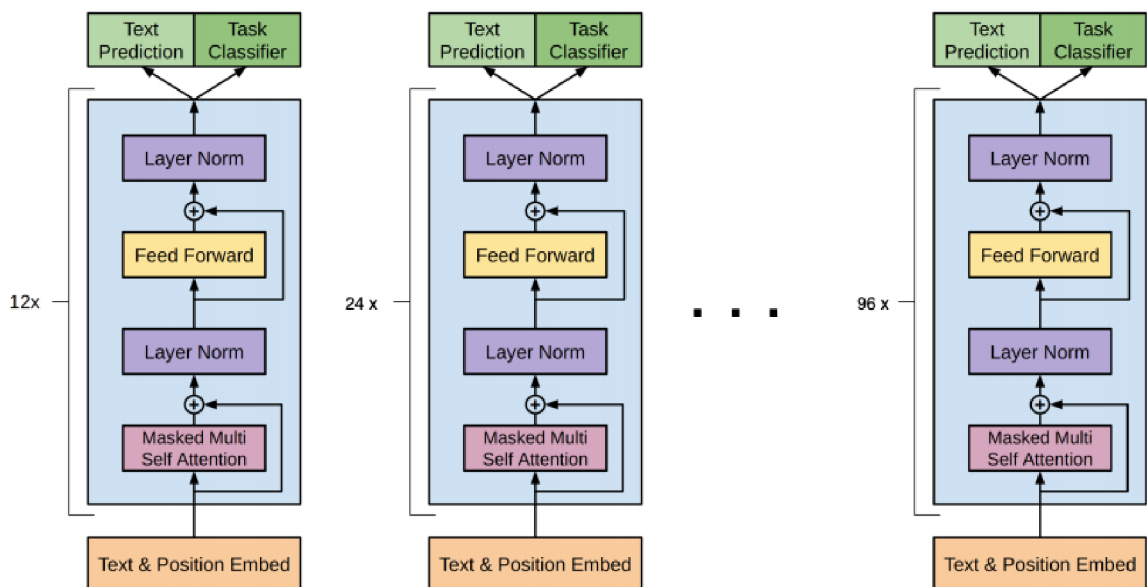 Text
Prediction
Task
Classifier
Layer Norm
Feed Forward
12x
Layer Norm
Masked Multi
Self Attention
Text & Position Embed
Text
Prediction
Task
Classifier
Layer Norm
Feed Forward
24 x
Layer Norm
Masked Multi
Self Attention
Text & Position Embed
. . .
Text
Prediction
Task
Classifier
Layer Norm
Feed Forward
96 x
Layer Norm
Masked Multi
Self Attention
Text & Position Embed